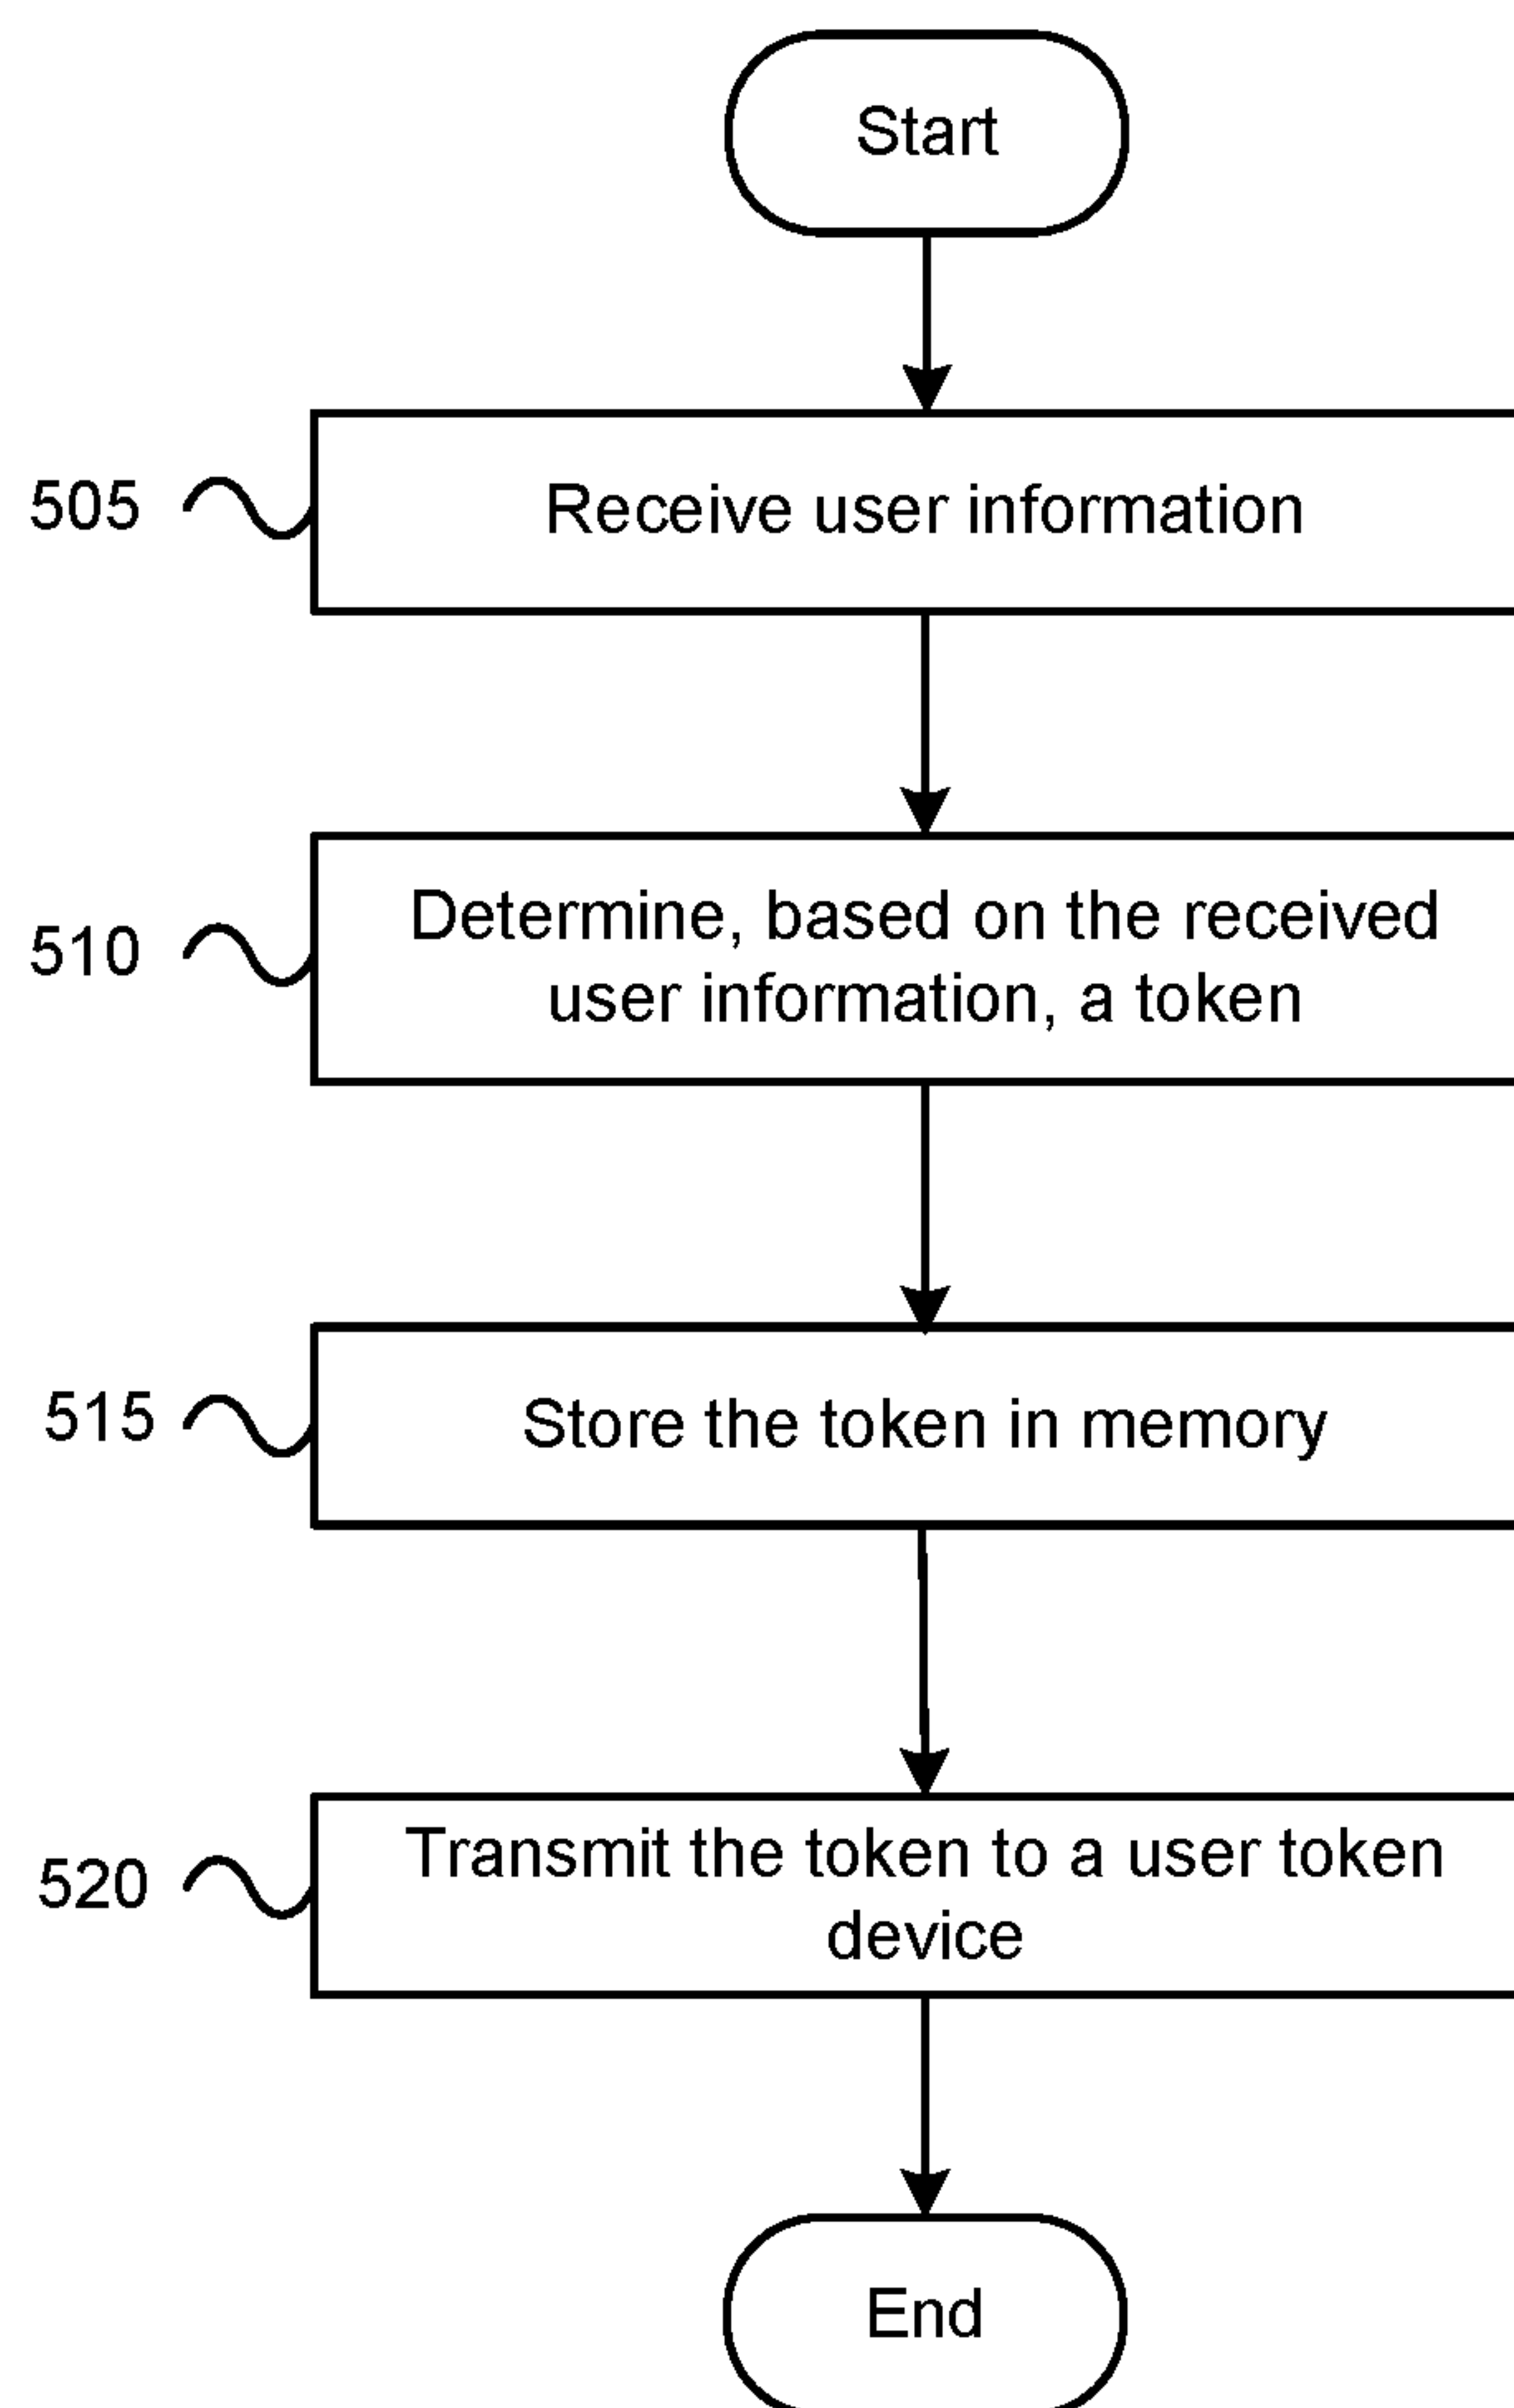 Start
505
Receive user information
510
Determine, based on the received
user information, a token
515
Store the token in memory
520
Transmit the token to a user token
device
End